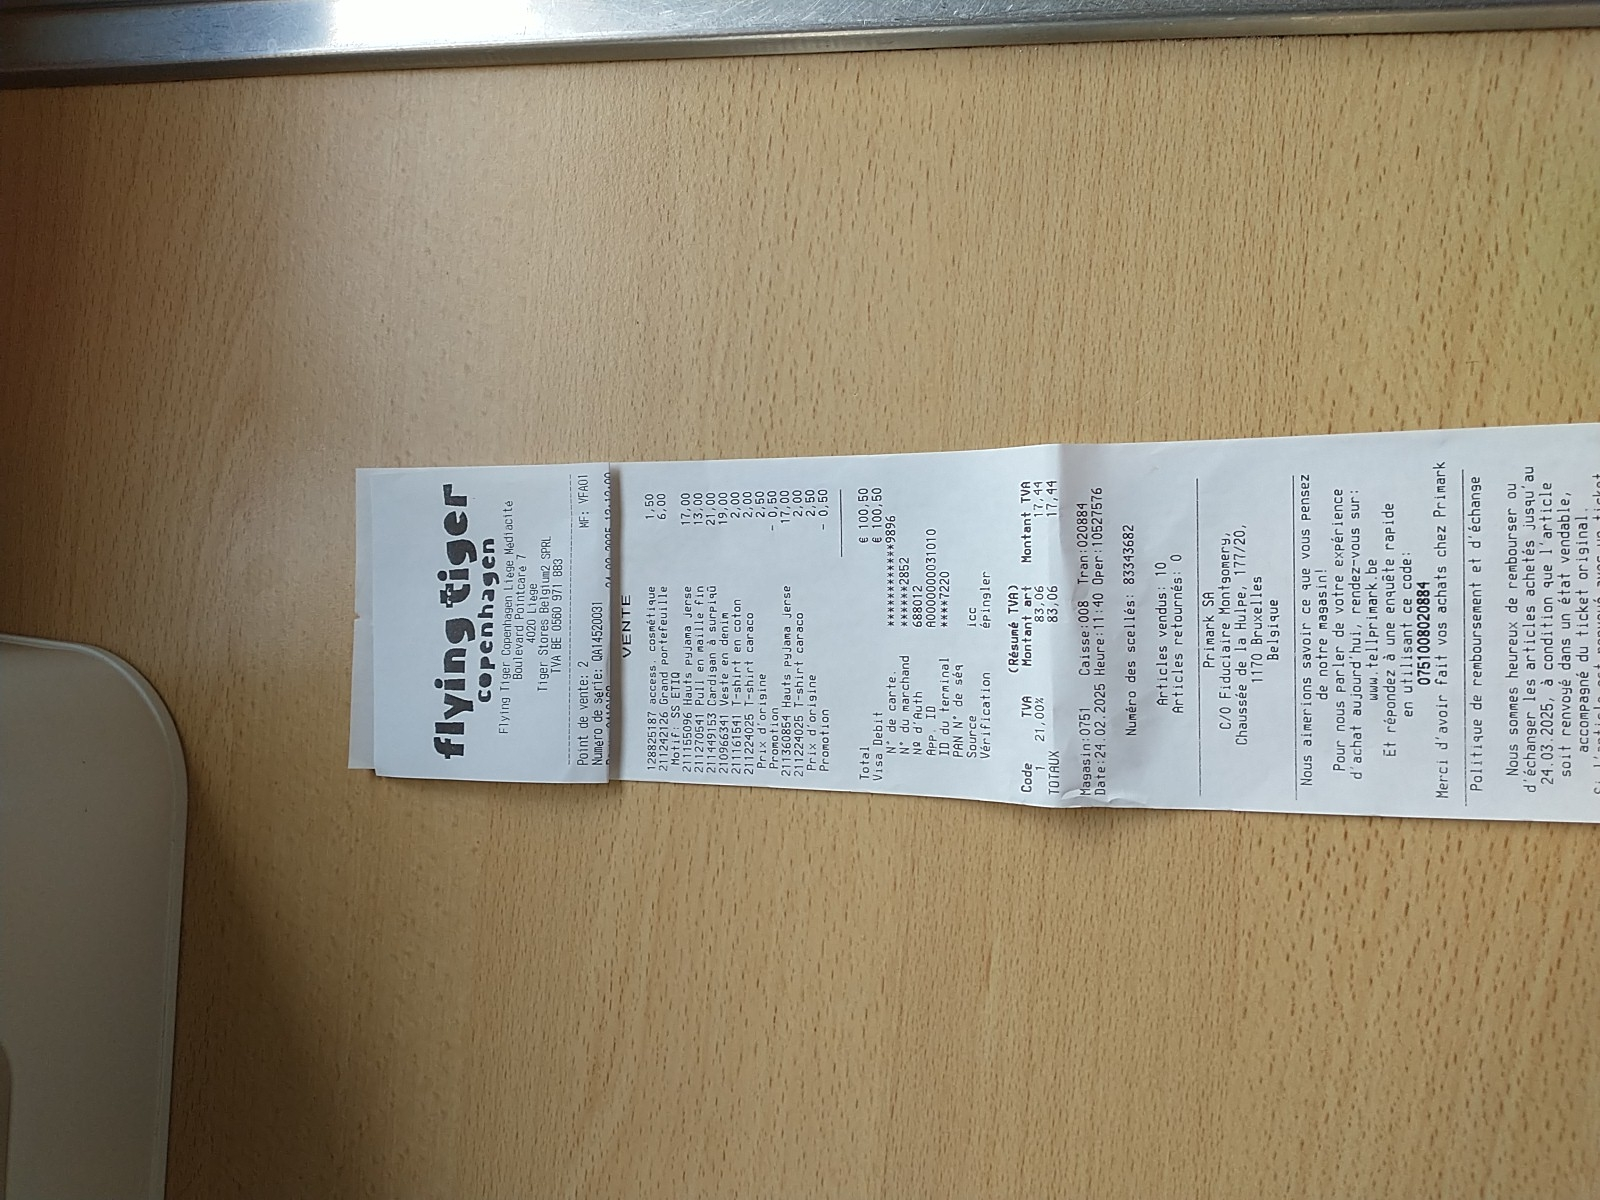 flying tiger
copenhagen
Flying Tiger Copenhagen Liege Mediacité
Boulevard Pointcaré 7
4020 Liège
Tiger Stores Belgium2 SPRL
TVA BE 0560 971 883
Point de vente: 2 MF: VFA01
Numéro de série: QA14520031
VENTE
128825187 access. cosmétique 1,50
211242126 Grand portefeuille 6,00
Motif: SS ETIQ
211155096 Hauts pyjama jerse 17,00
211270541 Pull en maille fin 13,00
211449153 Cardigan à surpiqû 21,00
210966341 Veste en denim 19,00
211161541 T-shirt en coton 2,00
211224025 T-shirt caraco 2,00
Prix d'origine 2,50
Promotion - 0,50
211360854 Hauts pyjama jerse 17,00
211224025 T-shirt caraco 2,00
Prix d'origine 2,50
Promotion - 0,50
Total € 100,50
Visa Débit € 100,50
N° de carte. ************9896
N° du marchand ******2852
Nº d'Auth 688012
App. ID A0000000031010
ID du terminal ****7220
PAN N° de séq
Source icc
Vérification épingler
(Résumé TVA)
Code TVA Montant art Montant TVA
1 21,00% 83,06 17,44
TOTAUX 83,06 17,44
Magasin:0751 Caisse:008 Tran:020884
Date:24.02.2025 Heure:11:40 Oper:10527576
Numéro des scellés: 83343682
Articles vendus: 10
Articles retournés: 0
Primark SA
C/O Fiduciaire Montgomery,
Chaussée de la Hulpe, 177/20,
1170 Bruxelles
Belgique
Nous aimerions savoir ce que vous pensez
de notre magasin!
Pour nous parler de votre expérience
d'achat aujourd'hui, rendez-vous sur:
www.tellprimark.be
Et répondez à une enquête rapide
en utilisant ce code:
075100802088​4
Merci d'avoir fait vos achats chez Primark
Politique de remboursement et d'échange
Nous sommes heureux de rembourser ou
d'échanger les articles achetés jusqu'au
24.03.2025, à condition que l'article
soit renvoyé dans un état vendable,
accompagné du ticket original.